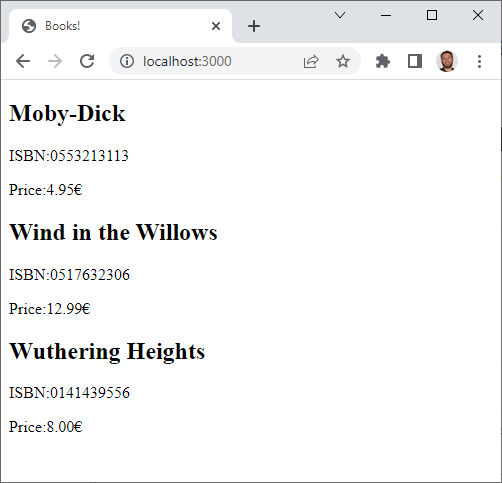 Books!
localhost:3000
Moby-Dick
ISBN:0553213113
Price:4.95€
Wind in the Willows
ISBN:0517632306
Price:12.99€
Wuthering Heights
ISBN:0141439556
Price:8.00€